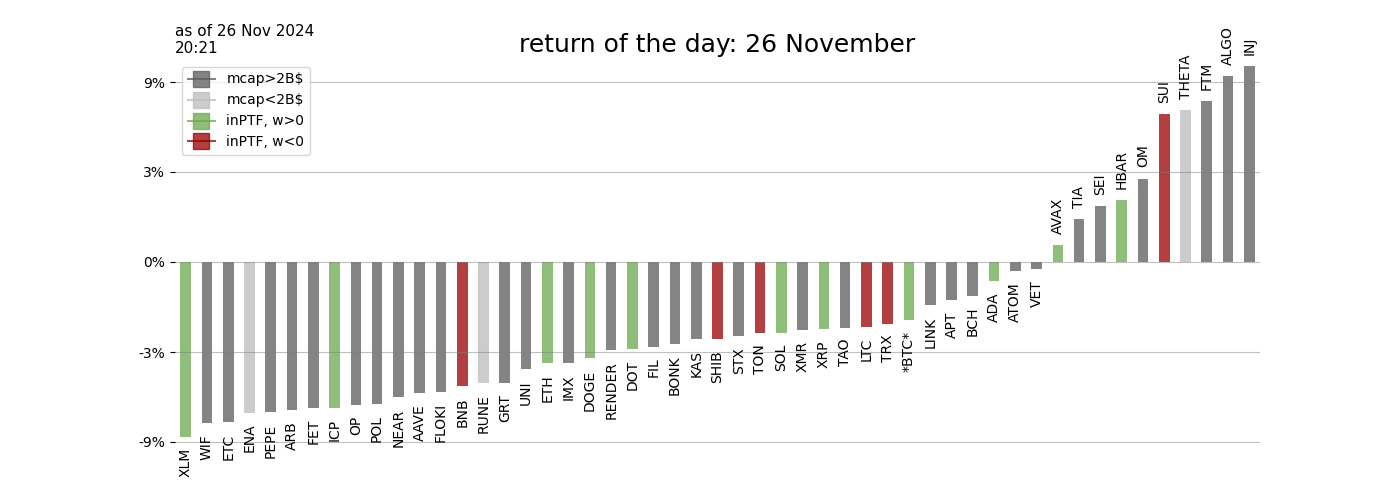 as of 26 Nov 2024
20:21
return of the day: 26 November
mcap>2B$
mcap<2B$
inPTF, w>0
inPTF, w<0
9%
3%
0%
-3%
-9%
XLM
WIF
ETC
ENA
PEPE
ARB
FET
ICP
OP
POL
NEAR
AAVE
FLOKI
BNB
RUNE
GRT
UNI
ETH
IMX
DOGE
RENDER
DOT
FIL
BONK
KAS
SHIB
STX
TON
SOL
XMR
XRP
TAO
LTC
TRX
*BTC*
LINK
APT
BCH
ADA
ATOM
VET
AVAX
TIA
SEI
HBAR
OM
SUI
THETA
FTM
ALGO
INJ